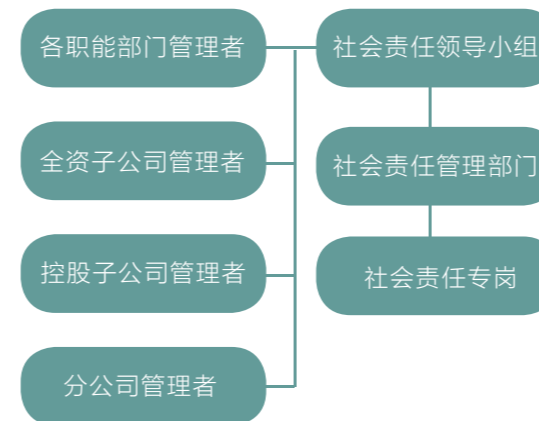 各职能部门管理者
社会责任领导小组
全资子公司管理者
社会责任管理部门
控股子公司管理者
社会责任专岗
分公司管理者